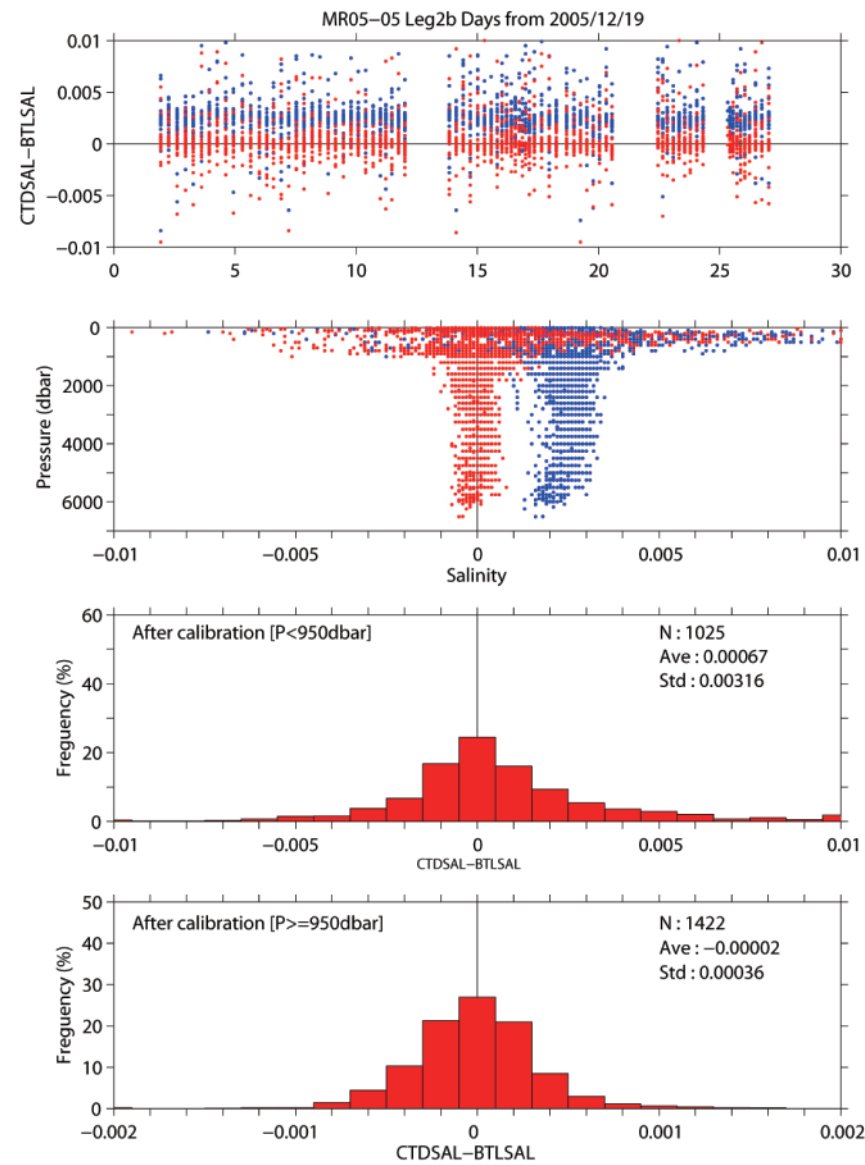 MR05−05 Leg2b Days from 2005/12/19
0.01
0.005
0
−0.005
−0.01
CTDSAL−BTLSAL
0 5 10 15 20 25 30
0
2000
4000
6000
Pressure (dbar)
−0.01 −0.005 0 0.005 0.01
Salinity
60
40
20
0
Freguency (%)
After calibration [P<950dbar]
N : 1025
Ave : 0.00067
Std : 0.00316
−0.01 −0.005 0 0.005 0.01
CTDSAL−BTLSAL
50
40
30
20
10
0
Freguency (%)
After calibration [P>=950dbar]
N : 1422
Ave : −0.00002
Std : 0.00036
−0.002 −0.001 0 0.001 0.002
CTDSAL−BTLSAL